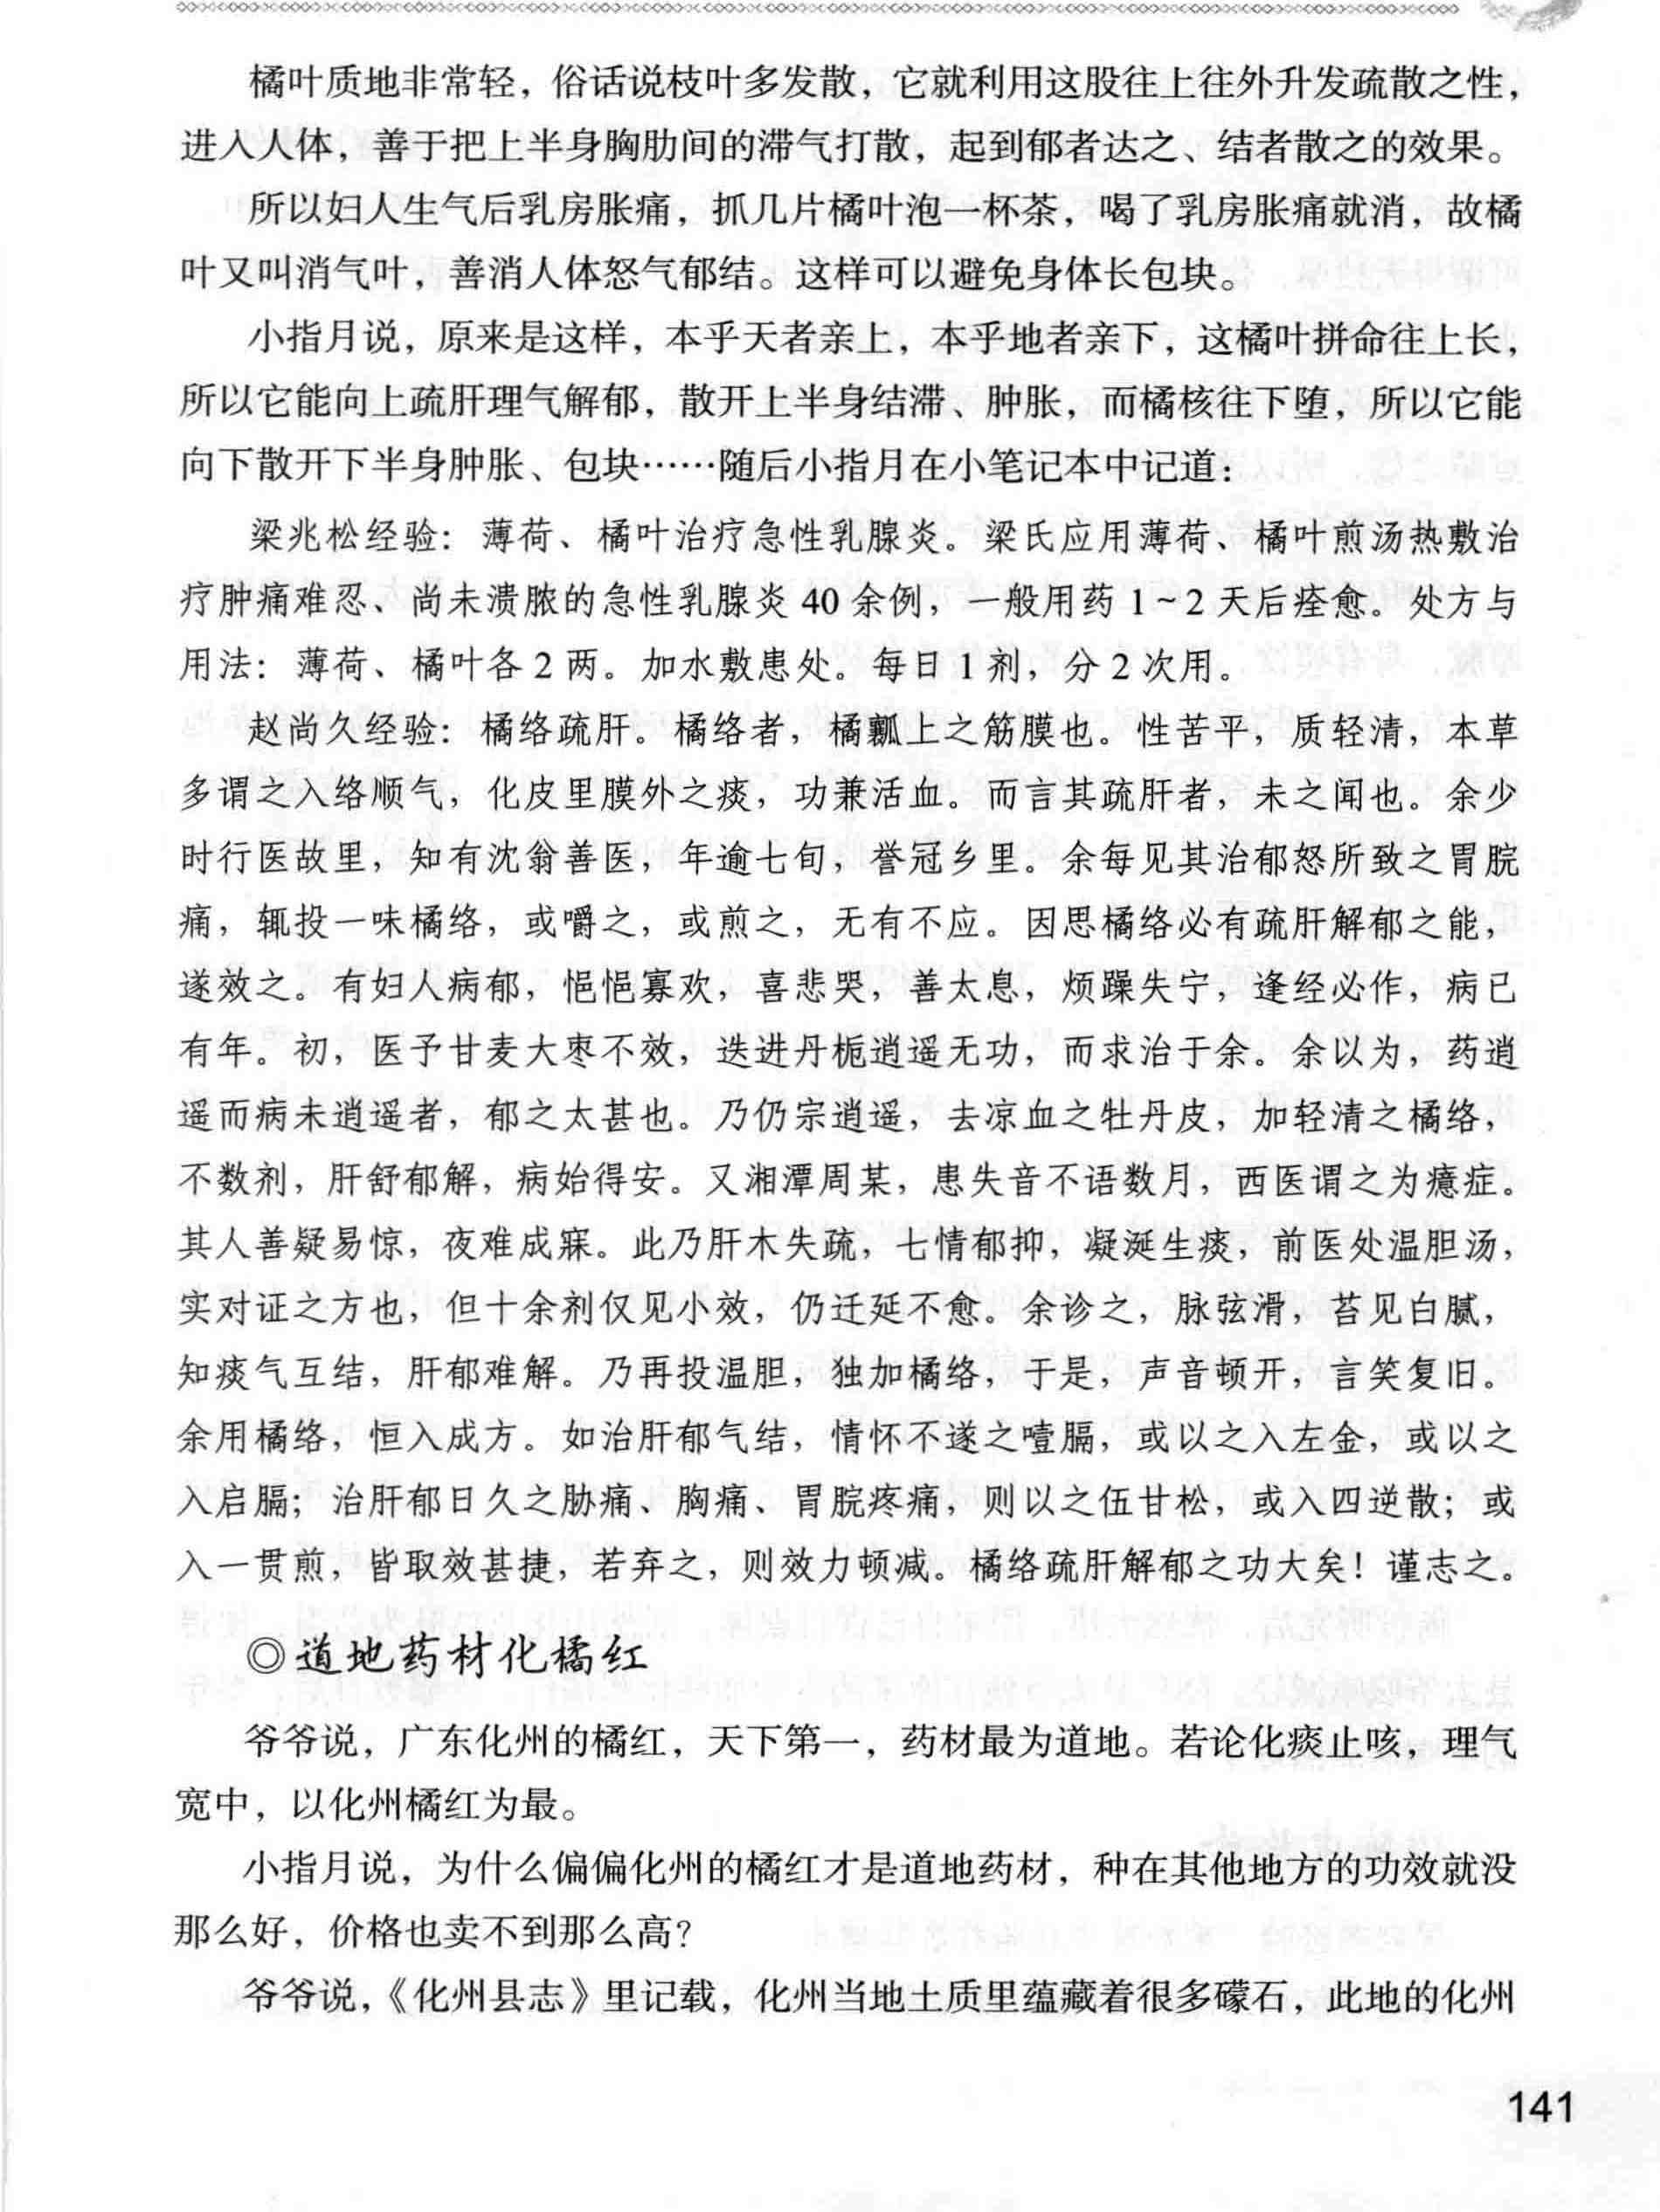 橘叶质地非常轻，俗话说枝叶多发散，它就利用这股往上往外升发疏散之性，
进入人体，善于把上半身胸肋间的滞气打散，起到郁者达之、结者散之的效果。
所以妇人生气后乳房胀痛，抓几片橘叶泡一杯茶，喝了乳房胀痛就消，故橘
叶又叫消气叶，善消人体怒气郁结。这样可以避免身体长包块。
小指月说，原来是这样，本乎天者亲上，本乎地者亲下，这橘叶拼命往上长，
所以它能向上疏肝理气解郁，散开上半身结滞、肿胀，而橘核往下堕，所以它能
向下散开下半身肿胀、包块……随后小指月在小笔记本中记道：
梁兆松经验：薄荷、橘叶治疗急性乳腺炎。梁氏应用薄荷、橘叶煎汤热敷治
疗肿痛难忍、尚未溃脓的急性乳腺炎 40 余例，一般用药 1～2 天后痊愈。处方与
用法：薄荷、橘叶各 2 两。加水敷患处。每日 1 剂，分 2 次用。
赵尚久经验：橘络疏肝。橘络者，橘瓤上之筋膜也。性苦平，质轻清，本草
多谓之入络顺气，化皮里膜外之痰，功兼活血。而言其疏肝者，未之闻也。余少
时行医故里，知有沈翁善医，年逾七旬，誉冠乡里。余每见其治郁怒所致之胃脘
痛，辄投一味橘络，或嚼之，或煎之，无有不应。因思橘络必有疏肝解郁之能，
遂效之。有妇人病郁，悒悒寡欢，喜悲哭，善太息，烦躁失宁，逢经必作，病已
有年。初，医予甘麦大枣不效，迭进丹栀逍遥无功，而求治于余。余以为，药逍
遥而病未逍遥者，郁之太甚也。乃仍宗逍遥，去凉血之牡丹皮，加轻清之橘络，
不数剂，肝舒郁解，病始得安。又湘潭周某，患失音不语数月，西医谓之为癔症。
其人善疑易惊，夜难成寐。此乃肝木失疏，七情郁抑，凝涎生痰，前医处温胆汤，
实对证之方也，但十余剂仅见小效，仍迁延不愈。余诊之，脉弦滑，苔见白腻，
知痰气互结，肝郁难解。乃再投温胆，独加橘络，于是，声音顿开，言笑复旧。
余用橘络，恒入成方。如治肝郁气结，情怀不遂之噎膈，或以之入左金，或以之
入启膈；治肝郁日久之胁痛、胸痛、胃脘疼痛，则以之伍甘松，或入四逆散；或
入一贯煎，皆取效甚捷，若弃之，则效力顿减。橘络疏肝解郁之功大矣！谨志之。
◎道地药材化橘红
爷爷说，广东化州的橘红，天下第一，药材最为道地。若论化痰止咳，理气
宽中，以化州橘红为最。
小指月说，为什么偏偏化州的橘红才是道地药材，种在其他地方的功效就没
那么好，价格也卖不到那么高？
爷爷说，《化州县志》里记载，化州当地土质里蕴藏着很多礞石，此地的化州
141